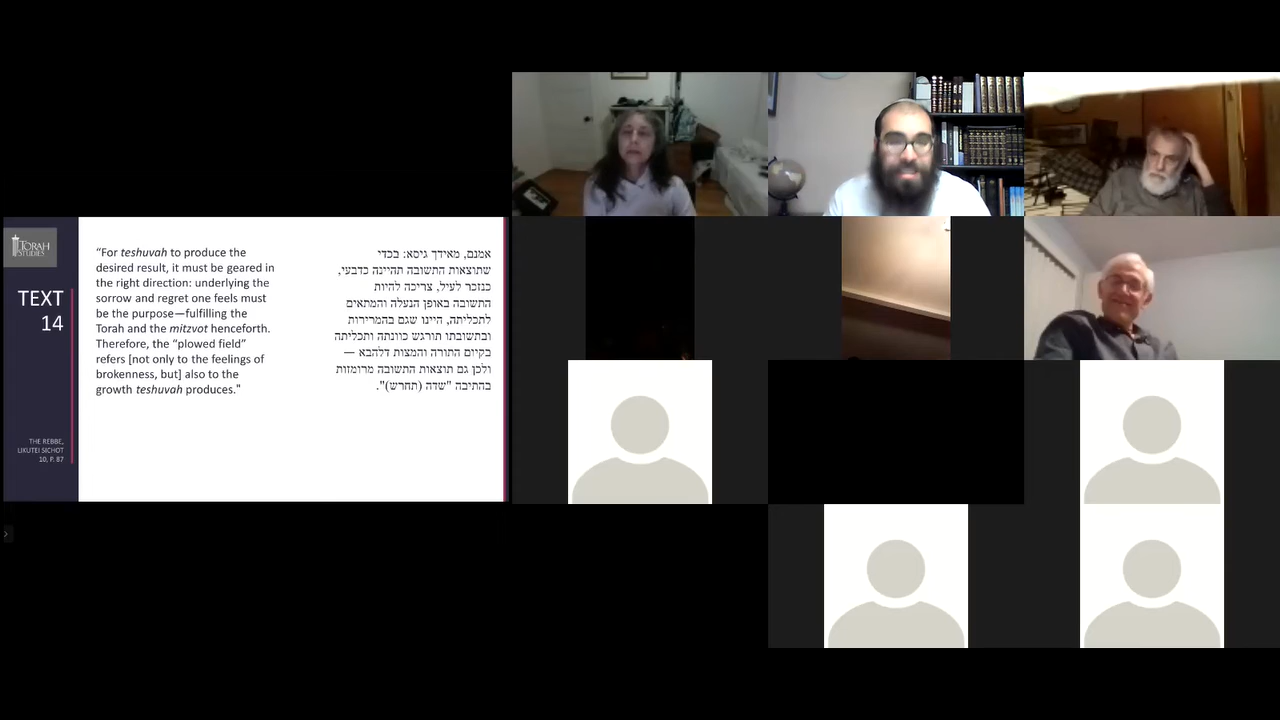 TORAH
STUDIES
TEXT
14
THE REBBE,
LIKUTEI SICHOT
10, P. 87
“For teshuvah to produce the
desired result, it must be geared in
the right direction: underlying the
sorrow and regret one feels must
be the purpose—fulfilling the
Torah and the mitzvot henceforth.
Therefore, the “plowed field”
refers [not only to the feelings of
brokenness, but] also to the
growth teshuvah produces."
אמנם, מאידך גיסא: בכדי
שתוצאות התשובה תהיינה כדבעי,
כנזכר לעיל, צריכה להיות
התשובה באופן הנעלה והמתאים
לתכליתה, היינו שגם בהמרירות
ובתשובתו תורגש כוונתה ותכליתה
בקיום התורה והמצות דלהבא —
ולכן גם תוצאות התשובה מרומזות
בהתיבה "שדה (תחרש)".